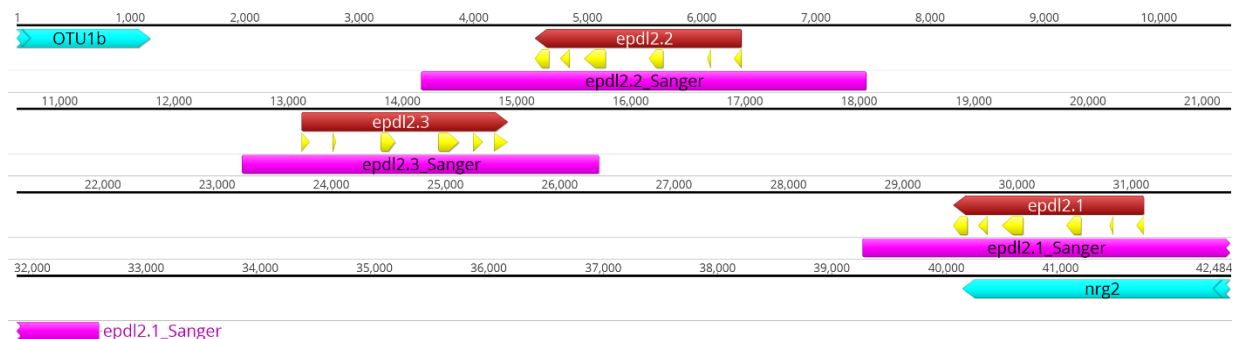 1 1,000 2,000 3,000 4,000 5,000 6,000 7,000 8,000 9,000 10,000
OTU1b epdl2.2
epdl2.2_Sanger
11,000 12,000 13,000 14,000 15,000 16,000 17,000 18,000 19,000 20,000 21,000
epdl2.3
epdl2.3_Sanger
22,000 23,000 24,000 25,000 26,000 27,000 28,000 29,000 30,000 31,000
epdl2.1
epdl2.1_Sanger
32,000 33,000 34,000 35,000 36,000 37,000 38,000 39,000 40,000 41,000 42,484
nrg2
epdl2.1_Sanger